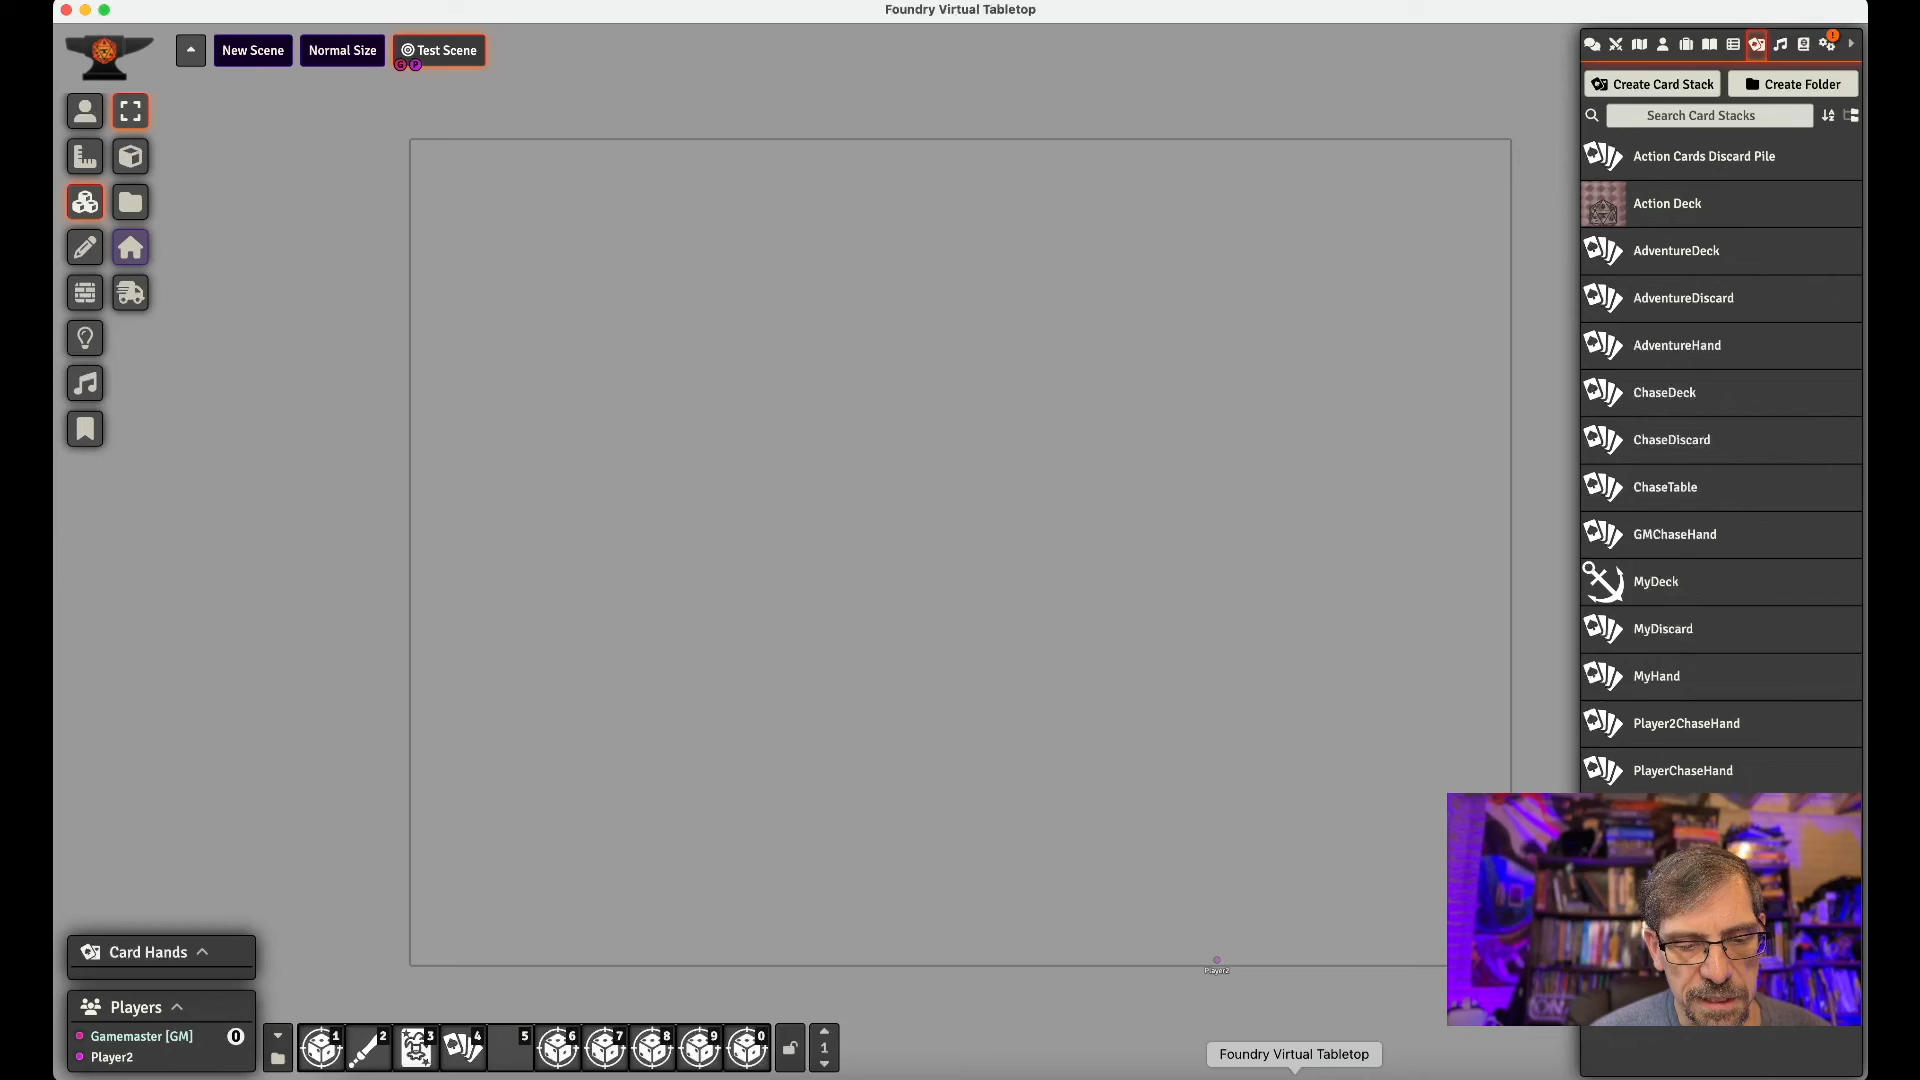 Foundry Virtual Tabletop
New Scene
Normal Size
Test Scene
G P
!
Create Card Stack
Create Folder
Search Card Stacks
Action Cards Discard Pile
Action Deck
AdventureDeck
AdventureDiscard
AdventureHand
ChaseDeck
ChaseDiscard
ChaseTable
GMChaseHand
MyDeck
MyDiscard
MyHand
Player2ChaseHand
PlayerChaseHand
Player2
Card Hands
Players
Gamemaster [GM] 0
Player2
1 2 3 4 5 6 7 8 9 0
1
Foundry Virtual Tabletop